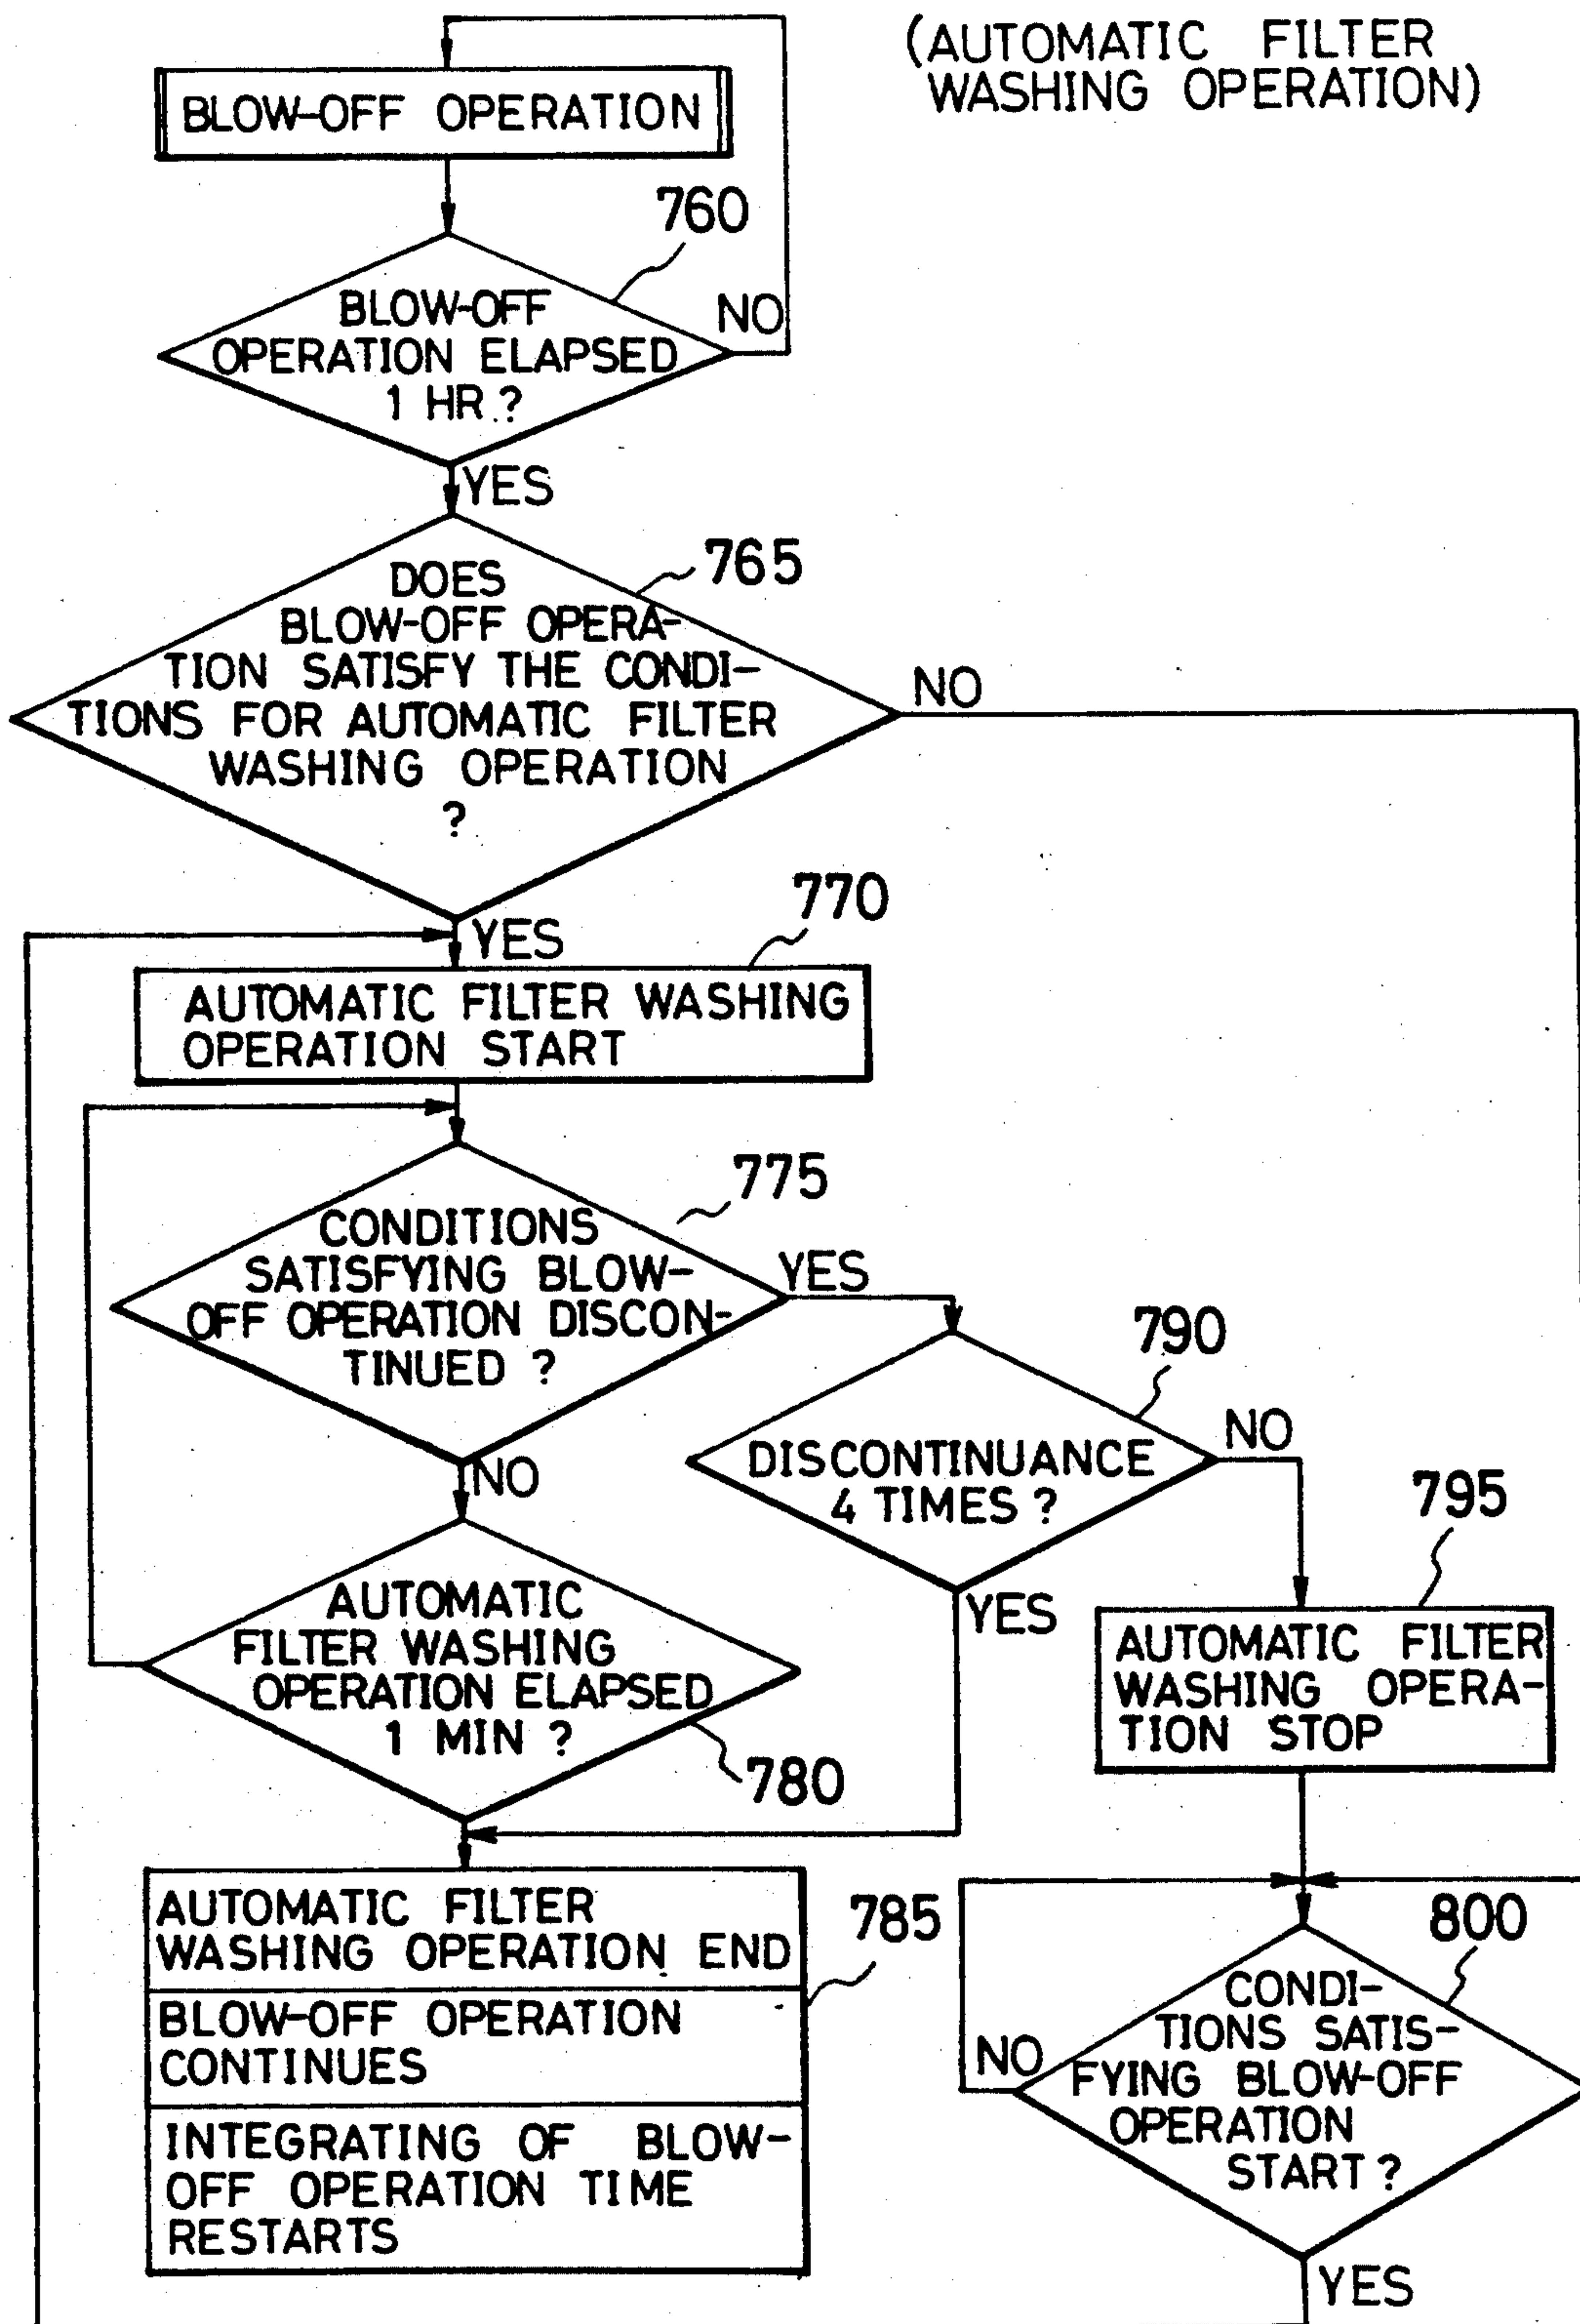 (AUTOMATIC FILTER
WASHING OPERATION)
BLOW-OFF OPERATION
760
BLOW-OFF
OPERATION ELAPSED
1 HR.?
NO
YES
765
DOES
BLOW-OFF OPERA-
TION SATISFY THE CONDI-
TIONS FOR AUTOMATIC FILTER
WASHING OPERATION
?
NO
YES
770
AUTOMATIC FILTER WASHING
OPERATION START
775
CONDITIONS
SATISFYING BLOW-
OFF OPERATION DISCON-
TINUED ?
YES
NO
790
DISCONTINUANCE
4 TIMES ?
NO
YES
795
AUTOMATIC FILTER
WASHING OPERA-
TION STOP
AUTOMATIC
FILTER WASHING
OPERATION ELAPSED
1 MIN ?
780
AUTOMATIC FILTER
WASHING OPERATION END
785
BLOW-OFF OPERATION
CONTINUES
INTEGRATING OF BLOW-
OFF OPERATION TIME
RESTARTS
800
CONDI-
TIONS SATIS-
FYING BLOW-OFF
OPERATION
START ?
NO
YES